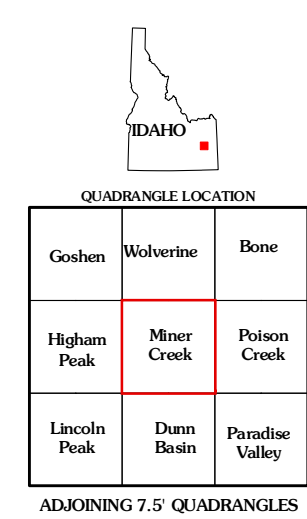 IDAHO
QUADRANGLE LOCATION
Goshen Wolverine Bone
Higham Miner Poison
Peak Creek Creek
Lincoln Dunn Paradise
Peak Basin Valley
ADJOINING 7.5' QUADRANGLES